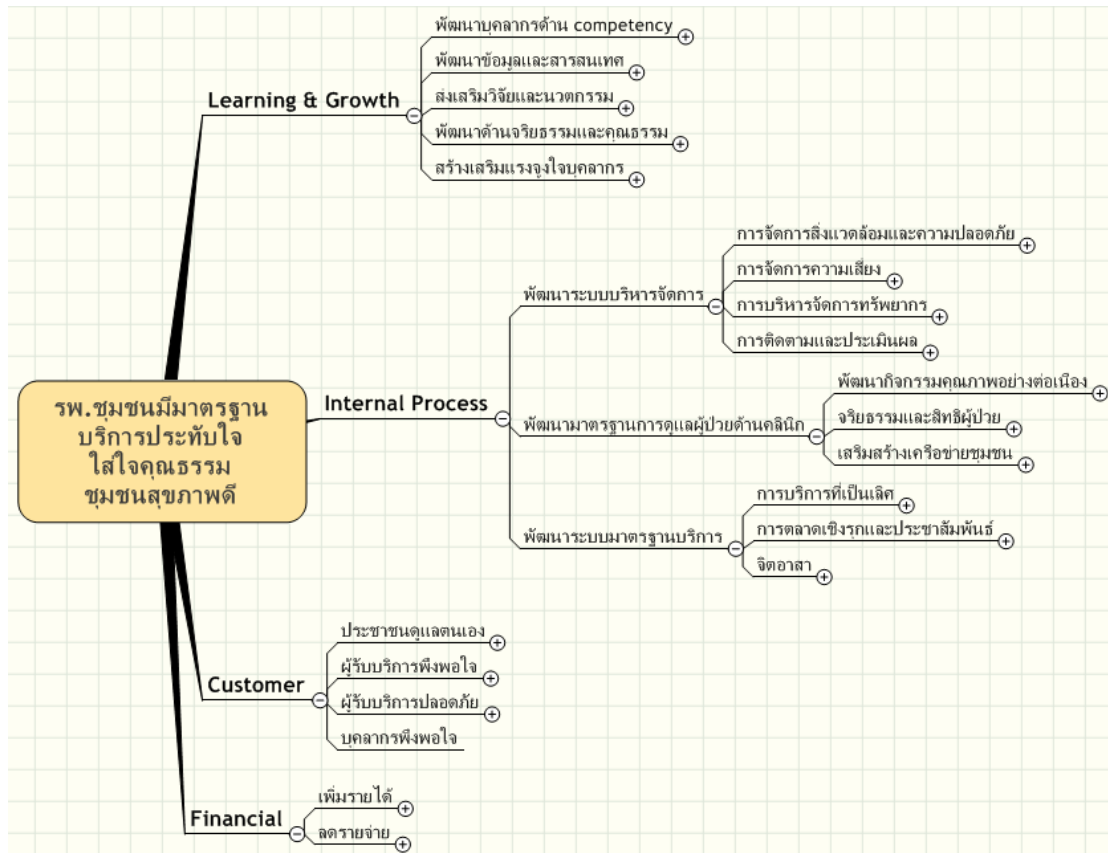 พัฒนาบุคลากรด้าน competency
พัฒนาข้อมูลและสารสนเทศ
Learning & Growth
ส่งเสริมวิจัยและนวตกรรม
พัฒนาด้านจริยธรรมและคุณธรรม
สร้างเสริมแรงจูงใจบุคลากร
รพ.ชุมชนมีมาตรฐาน
บริการประทับใจ
ใส่ใจคุณธรรม
ชุมชนสุขภาพดี
Internal Process
พัฒนาระบบบริหารจัดการ
การจัดการสิ่งแวดล้อมและความปลอดภัย
การจัดการความเสี่ยง
การบริหารจัดการทรัพยากร
การติดตามและประเมินผล
พัฒนามาตรฐานการดูแลผู้ป่วยด้านคลินิก
พัฒนากิจกรรมคุณภาพอย่างต่อเนื่อง
จริยธรรมและสิทธิผู้ป่วย
เสริมสร้างเครือข่ายชุมชน
พัฒนาระบบมาตรฐานบริการ
การบริการที่เป็นเลิศ
การตลาดเชิงรุกและประชาสัมพันธ์
จิตอาสา
Customer
ประชาชนดูแลตนเอง
ผู้รับบริการพึงพอใจ
ผู้รับบริการปลอดภัย
บุคลากรพึงพอใจ
Financial
เพิ่มรายได้
ลดรายจ่าย